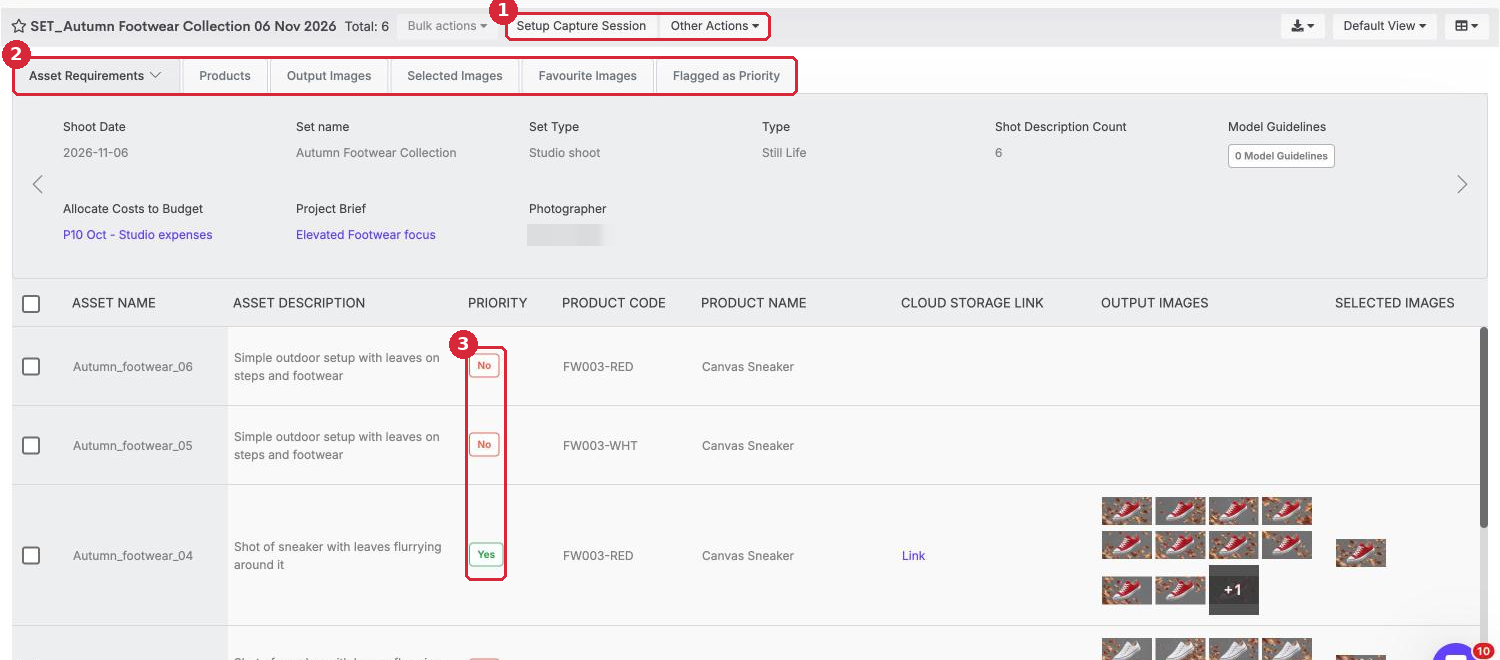 1
SET_Autumn Footwear Collection 06 Nov 2026 Total: 6 Bulk actions Setup Capture Session Other Actions Default View
2
Asset Requirements Products Output Images Selected Images Favourite Images Flagged as Priority
Shoot Date Set name Set Type Type Shot Description Count Model Guidelines
2026-11-06 Autumn Footwear Collection Studio shoot Still Life 6 0 Model Guidelines
Allocate Costs to Budget Project Brief Photographer
P10 Oct - Studio expenses Elevated Footwear focus
ASSET NAME ASSET DESCRIPTION PRIORITY PRODUCT CODE PRODUCT NAME CLOUD STORAGE LINK OUTPUT IMAGES SELECTED IMAGES
3
Autumn_footwear_06 Simple outdoor setup with leaves on No FW003-RED Canvas Sneaker
steps and footwear
Autumn_footwear_05 Simple outdoor setup with leaves on No FW003-WHT Canvas Sneaker
steps and footwear
Autumn_footwear_04 Shot of sneaker with leaves flurrying Yes FW003-RED Canvas Sneaker Link
around it
+1
10